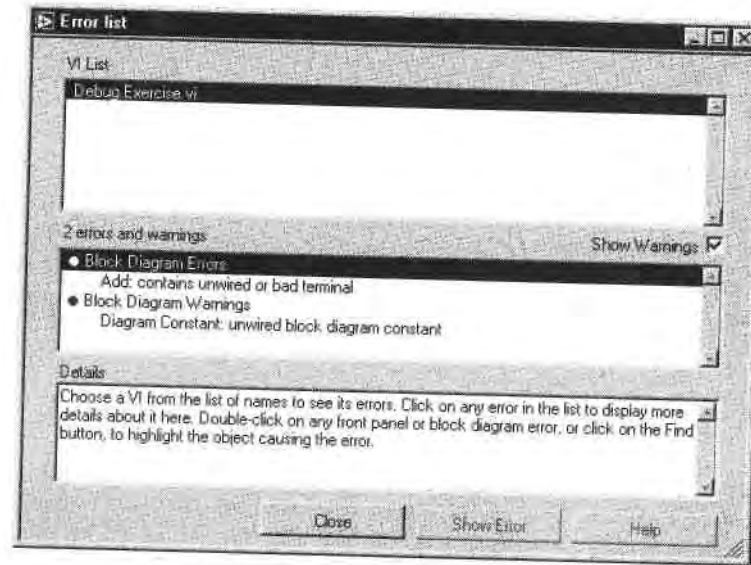 Error list
VI List
Debug Exercise.vi
2 errors and warnings
Show Warnings
Block Diagram Errors
Add: contains unwired or bad terminal
Block Diagram Warnings
Diagram Constant: unwired block diagram constant
Details
Choose a VI from the list of names to see its errors. Click on any error in the list to display more
details about it here. Double-click on any front panel or block diagram error, or click on the Find
button, to highlight the object causing the error.
Close
Show Error
Help